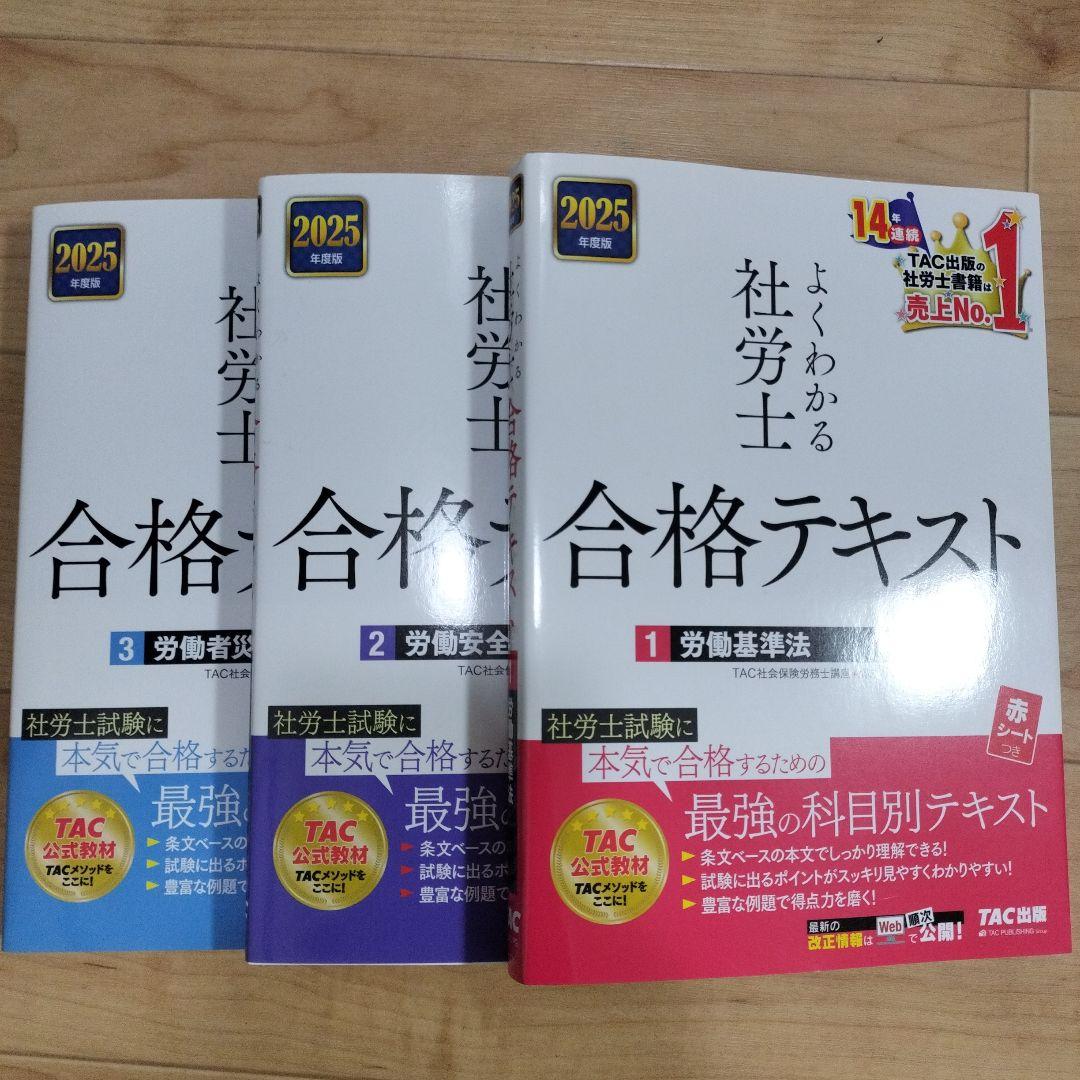 2025
年度版
社労士
合格テ
3 労働者災
TAC社会
社労士試験に
本気で合格するた
最強の
TAC
公式教材
TACメソッドを
ここに!
条文ベースの
試験に出るポ
豊富な例題で
2025
年度版
社労士
合格テ
2 労働安全
TAC社会
社労士試験に
本気で合格するた
最強の
TAC
公式教材
TACメソッドを
ここに!
条文ベースの本
試験に出るポ
豊富な例題で
TAC
2025
年度版
よくわかる
社労士
合格テキスト
1 労働基準法
TAC社会保険労務士講座
14年連続
TAC出版の
社労士書籍は
売上No.1
赤
シート
つき
社労士試験に
本気で合格するための
最強の科目別テキスト
TAC
公式教材
TACメソッドを
ここに!
条文ベースの本文でしっかり理解できる!
試験に出るポイントがスッキリ見やすくわかりやすい!
豊富な例題で得点力を磨く!
最新の
改正情報は Web で 順次 公開!
TAC出版
TAC PUBLISHING Group
労働基準法
TAC